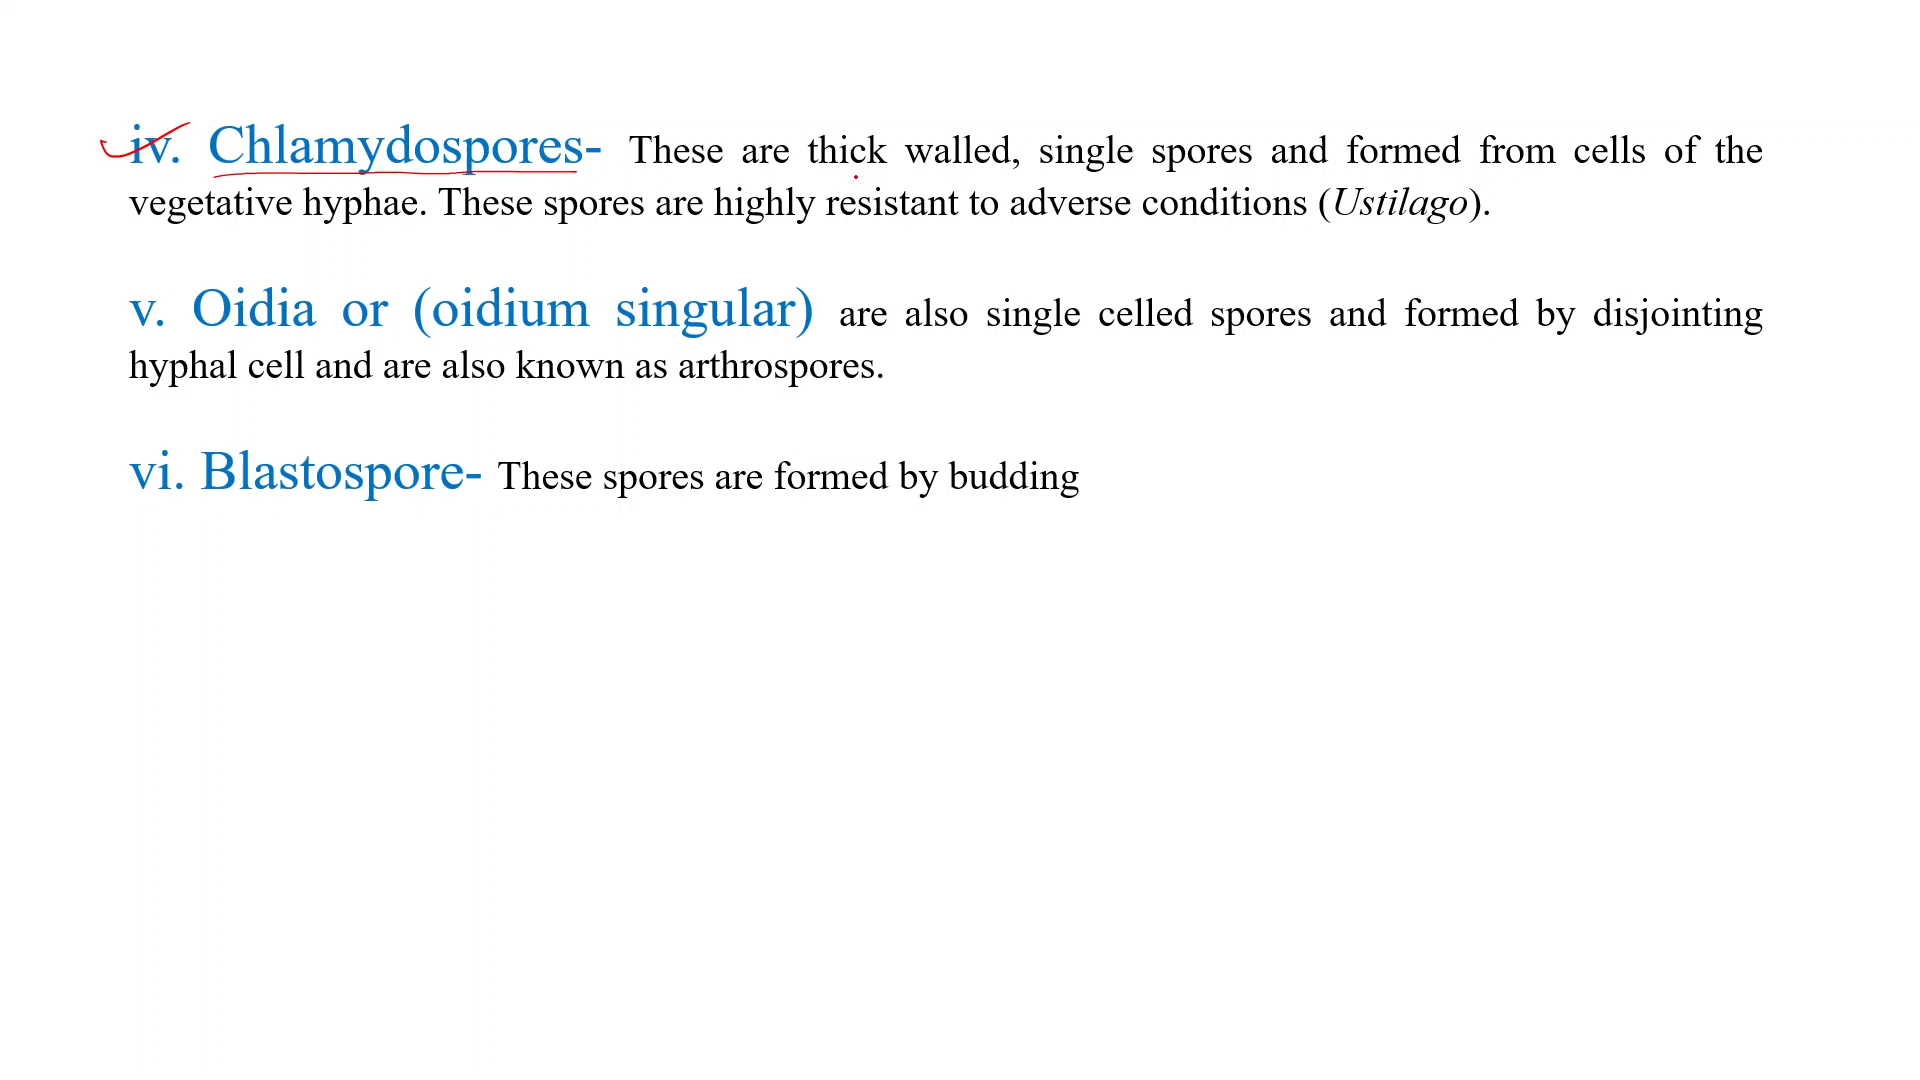 iv. Chlamydospores- These are thick walled, single spores and formed from cells of the
vegetative hyphae. These spores are highly resistant to adverse conditions (Ustilago).
v. Oidia or (oidium singular) are also single celled spores and formed by disjointing
hyphal cell and are also known as arthrospores.
vi. Blastospore- These spores are formed by budding